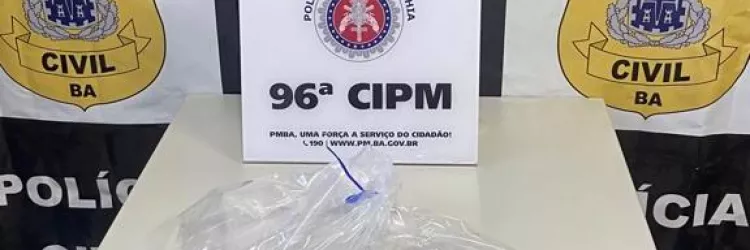 CIVIL
BA
96ª CIPM
PMBA, UMA FORÇA A SERVIÇO DO CIDADÃO!
190 | WWW.PM.BA.GOV.BR
CIVIL
BA
POLÍC
ÍCIA